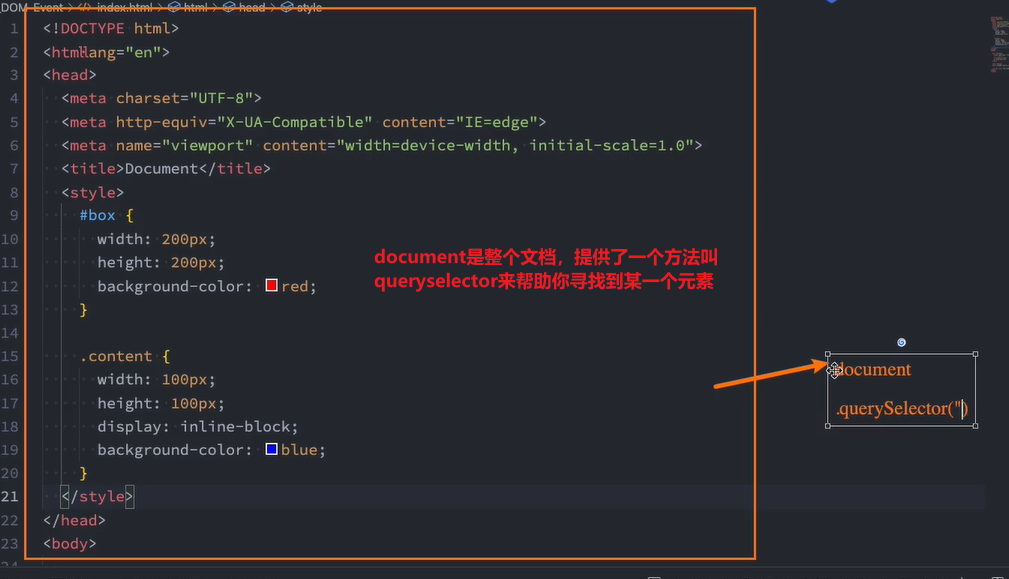 DOM_Event > index.html > html > head > style
1 <!DOCTYPE html>
2 <html lang="en">
3 <head>
4 <meta charset="UTF-8">
5 <meta http-equiv="X-UA-Compatible" content="IE=edge">
6 <meta name="viewport" content="width=device-width, initial-scale=1.0">
7 <title>Document</title>
8 <style>
9 #box {
10 width: 200px;
11 height: 200px;
12 background-color: red;
13 }
14
15 .content {
16 width: 100px;
17 height: 100px;
18 display: inline-block;
19 background-color: blue;
20 }
21 </style>
22 </head>
23 <body>
24
document是整个文档，提供了一个方法叫
queryselector来帮助你寻找到某一个元素
document
.querySelector('')